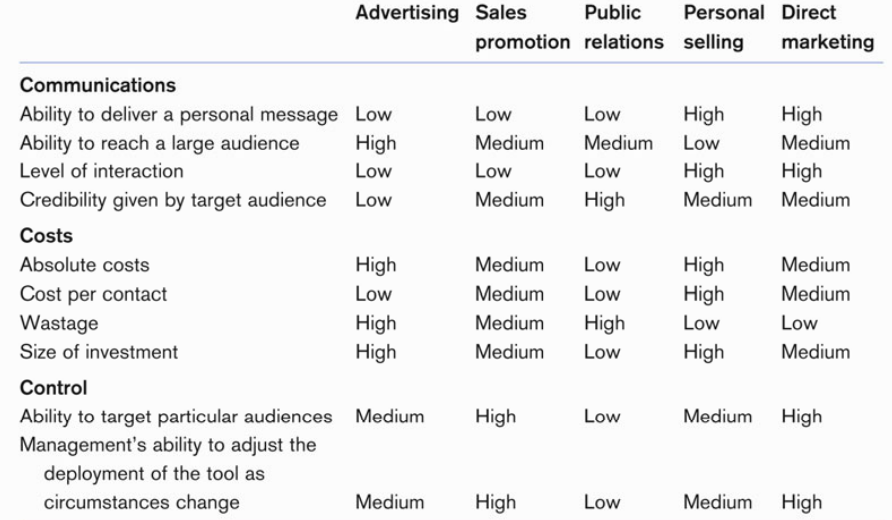 Advertising Sales Public Personal Direct
promotion relations selling marketing
Communications
Ability to deliver a personal message Low Low Low High High
Ability to reach a large audience High Medium Medium Low Medium
Level of interaction Low Low Low High High
Credibility given by target audience Low Medium High Medium Medium
Costs
Absolute costs High Medium Low High Medium
Cost per contact Low Medium Low High Medium
Wastage High Medium High Low Low
Size of investment High Medium Low High Medium
Control
Ability to target particular audiences Medium High Low Medium High
Management’s ability to adjust the
deployment of the tool as
circumstances change Medium High Low Medium High